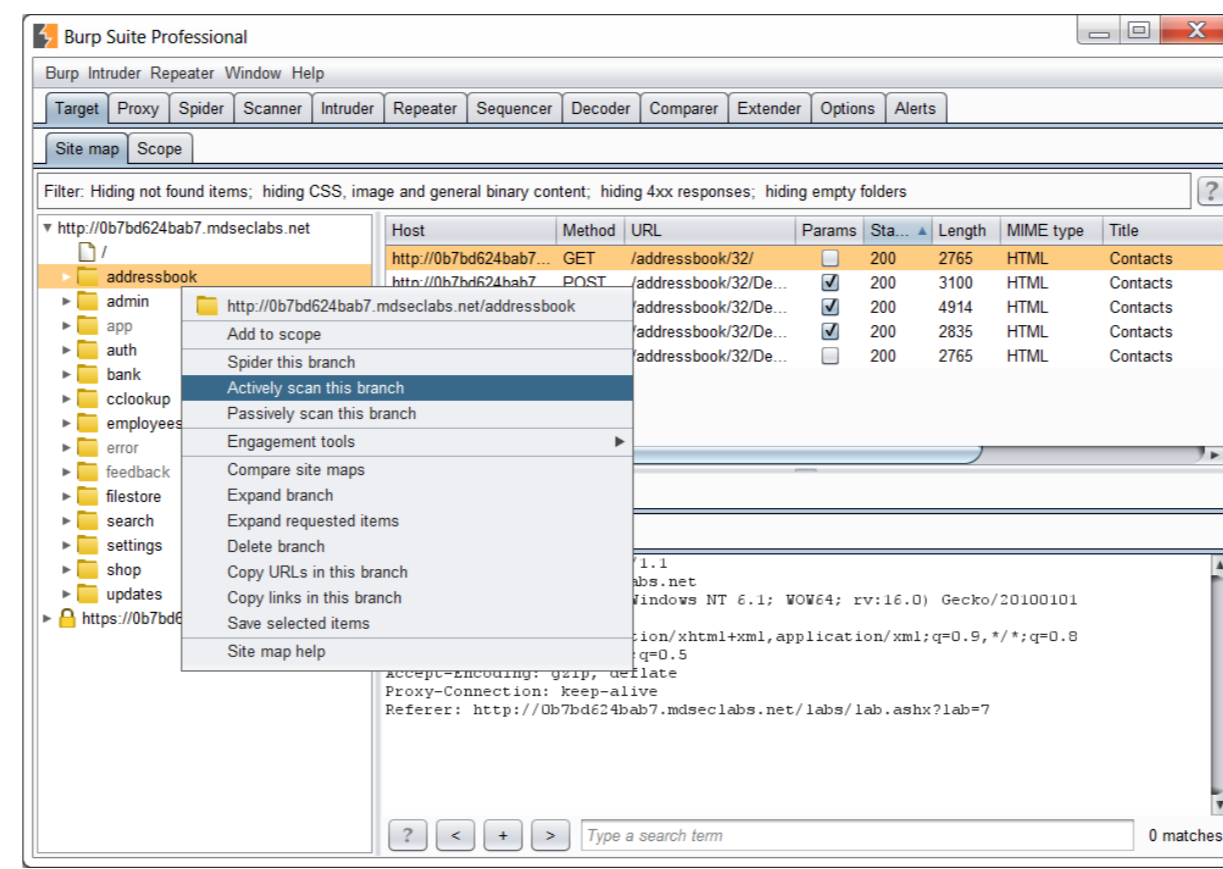 Burp Suite Professional
Burp Intruder Repeater Window Help
Target Proxy Spider Scanner Intruder Repeater Sequencer Decoder Comparer Extender Options Alerts
Site map Scope
Filter: Hiding not found items; hiding CSS, image and general binary content; hiding 4xx responses; hiding empty folders
?
http://0b7bd624bab7.mdseclabs.net
/
addressbook
admin
app
auth
bank
cclookup
employees
error
feedback
filestore
search
settings
shop
updates
https://0b7bd6
http://0b7bd624bab7.mdseclabs.net/addressbook
Add to scope
Spider this branch
Actively scan this branch
Passively scan this branch
Engagement tools
Compare site maps
Expand branch
Expand requested items
Delete branch
Copy URLs in this branch
Copy links in this branch
Save selected items
Site map help
Host Method URL Params Sta... Length MIME type Title
http://0b7bd624bab7... GET /addressbook/32/ 200 2765 HTML Contacts
http://0b7bd624bab7 POST /addressbook/32/De... 200 3100 HTML Contacts
/addressbook/32/De... 200 4914 HTML Contacts
/addressbook/32/De... 200 2835 HTML Contacts
/addressbook/32/De... 200 2765 HTML Contacts
/1.1
abs.net
Windows NT 6.1; WOW64; rv:16.0) Gecko/20100101
tion/xhtml+xml,application/xml;q=0.9,*/*;q=0.8
;q=0.5
Accept-Encoding: gzip, deflate
Proxy-Connection: keep-alive
Referer: http://0b7bd624bab7.mdseclabs.net/labs/lab.ashx?lab=7
? < + > Type a search term 0 matches